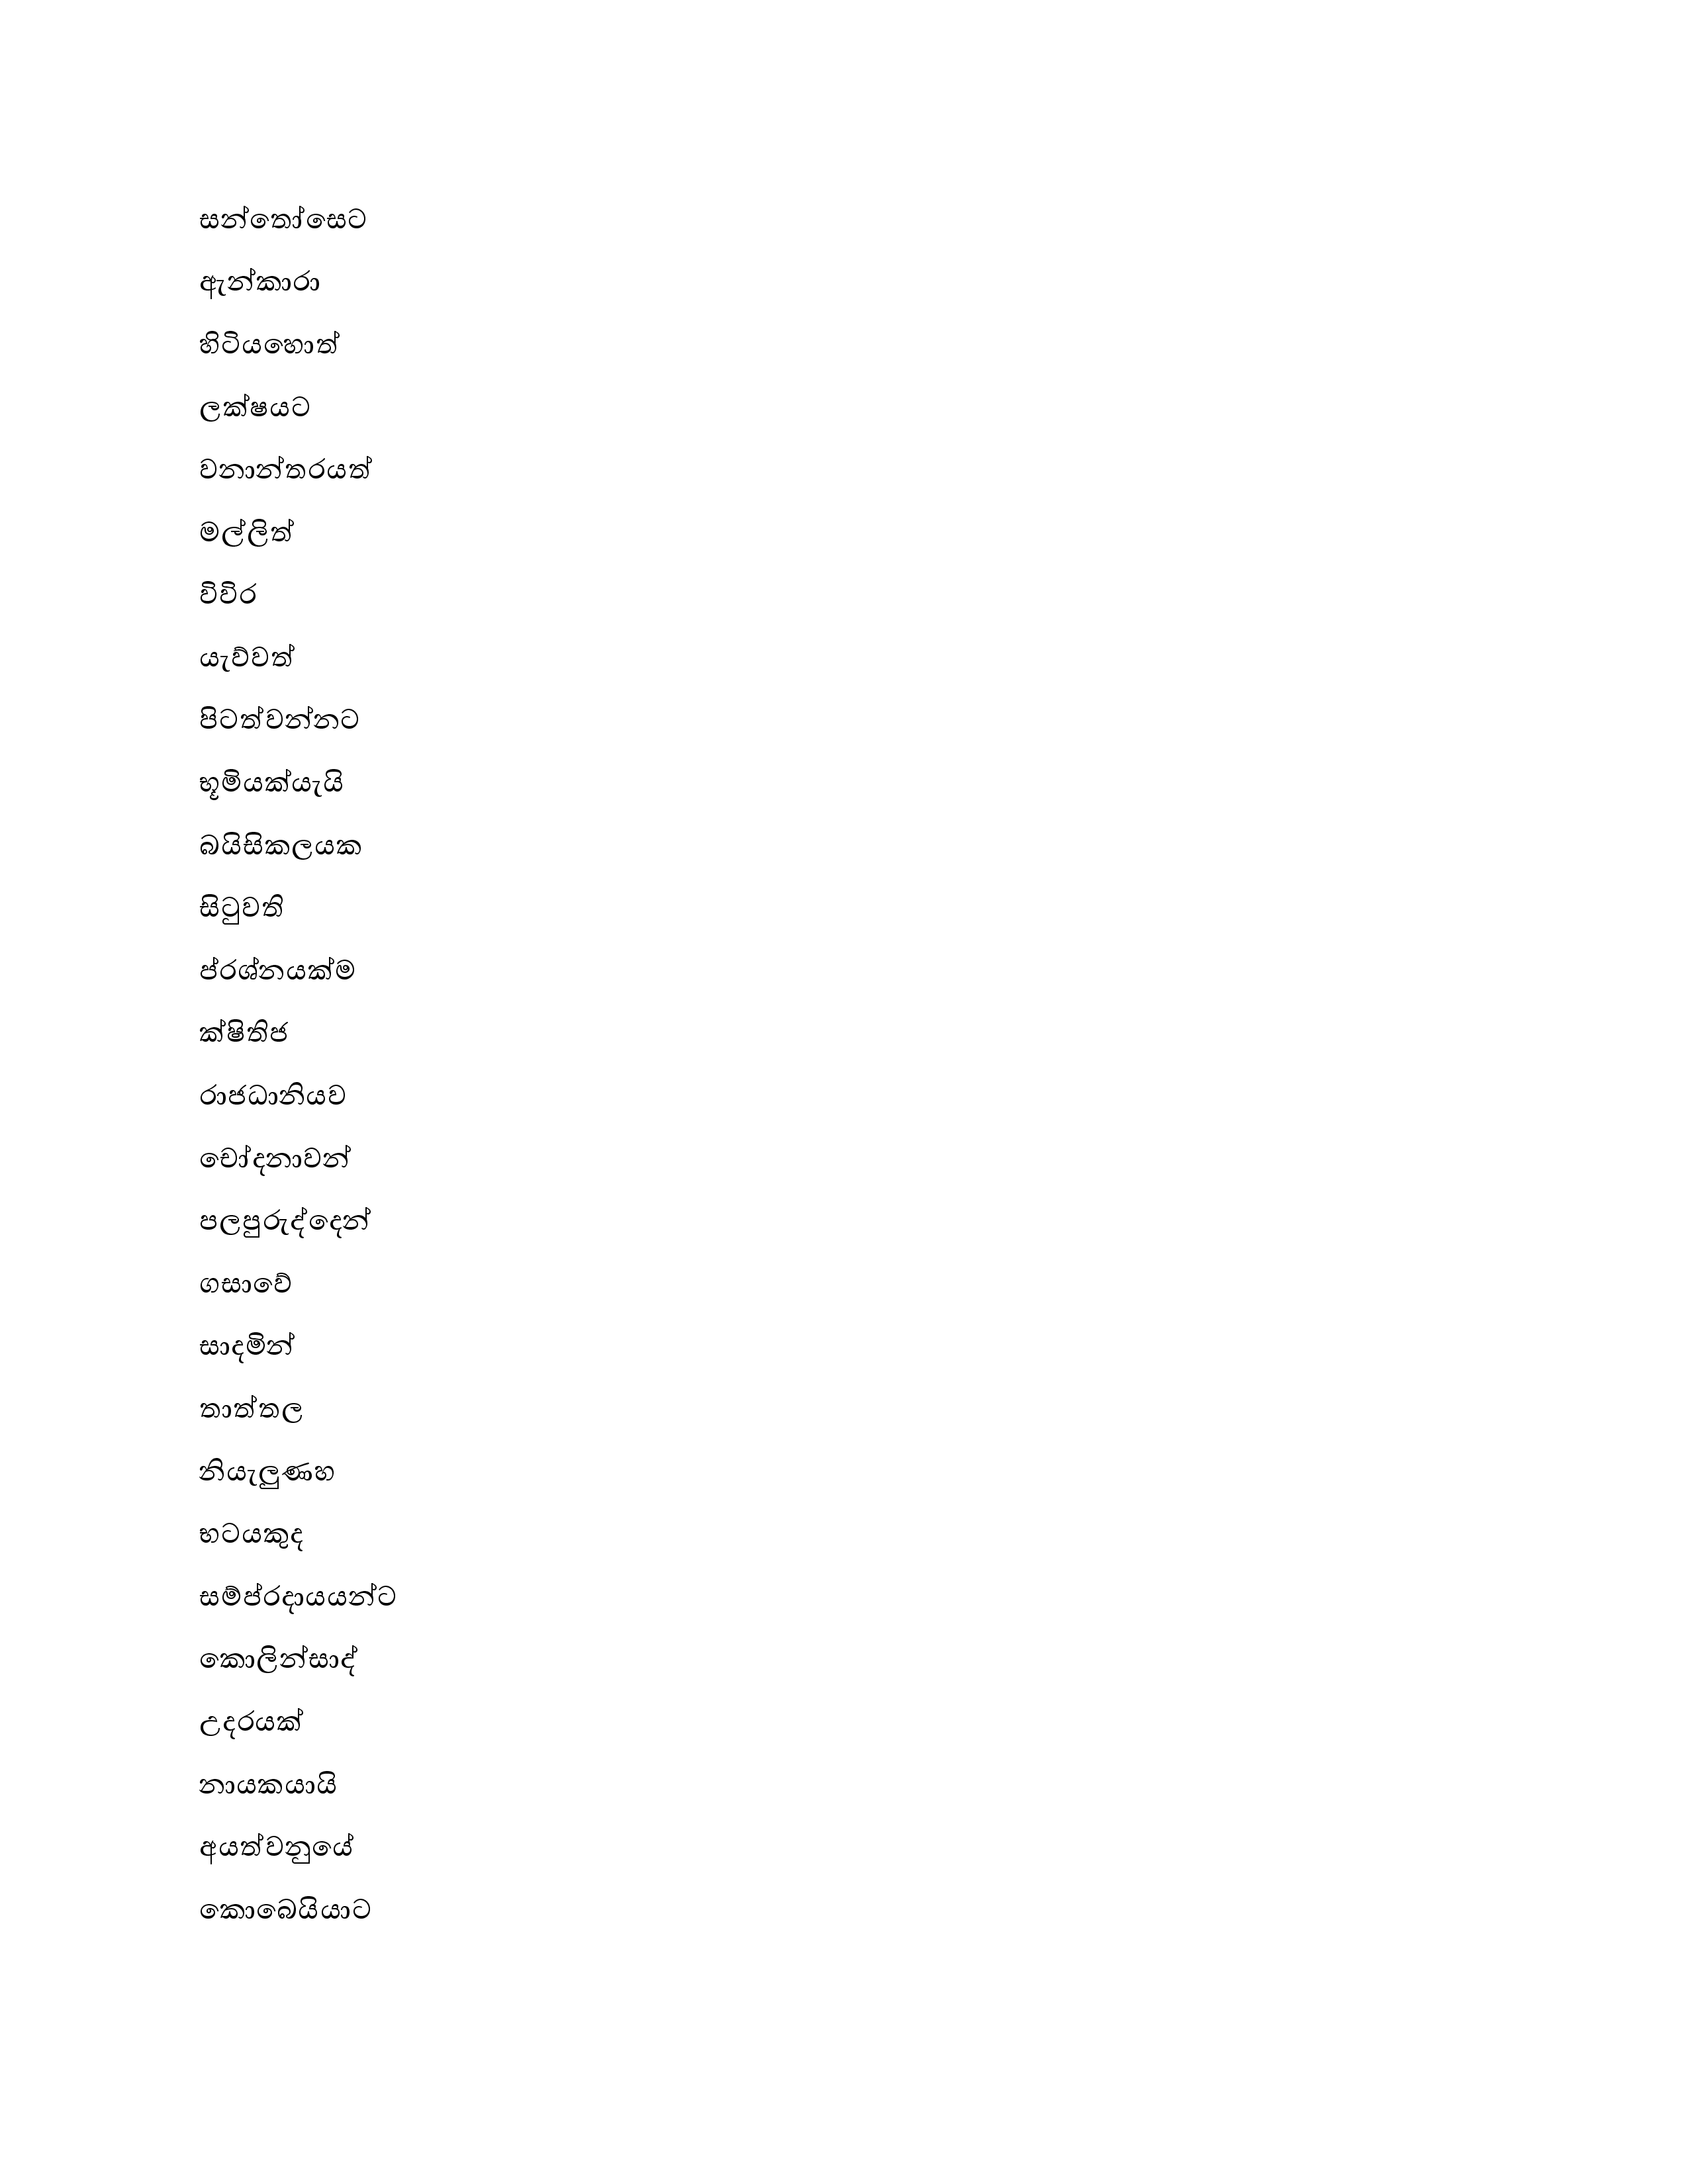 සන්තෝසෙට
ඇන්කාරා
හිටියහොත්
ලක්ෂයට
වනාන්තරයත්
මල්ලිත්
විවිර
යැව්වත්
පිටත්වන්නට
භූමියක්යැයි
බයිසිකලයක
සිටුවති
ප්රශ්නයක්ම
ක්ෂිතිජ
රාජධානියව
චෝදනාවන්
පලපුරුද්දෙන්
ගසාවේ
සාදමින්
තාත්තල
නියැලුණහ
භටයකුද
සම්ප්රදායයන්ට
කොලින්සාද්
උදරයක්
නායකයායි
අයත්වනුයේ
කොබෙයියාට